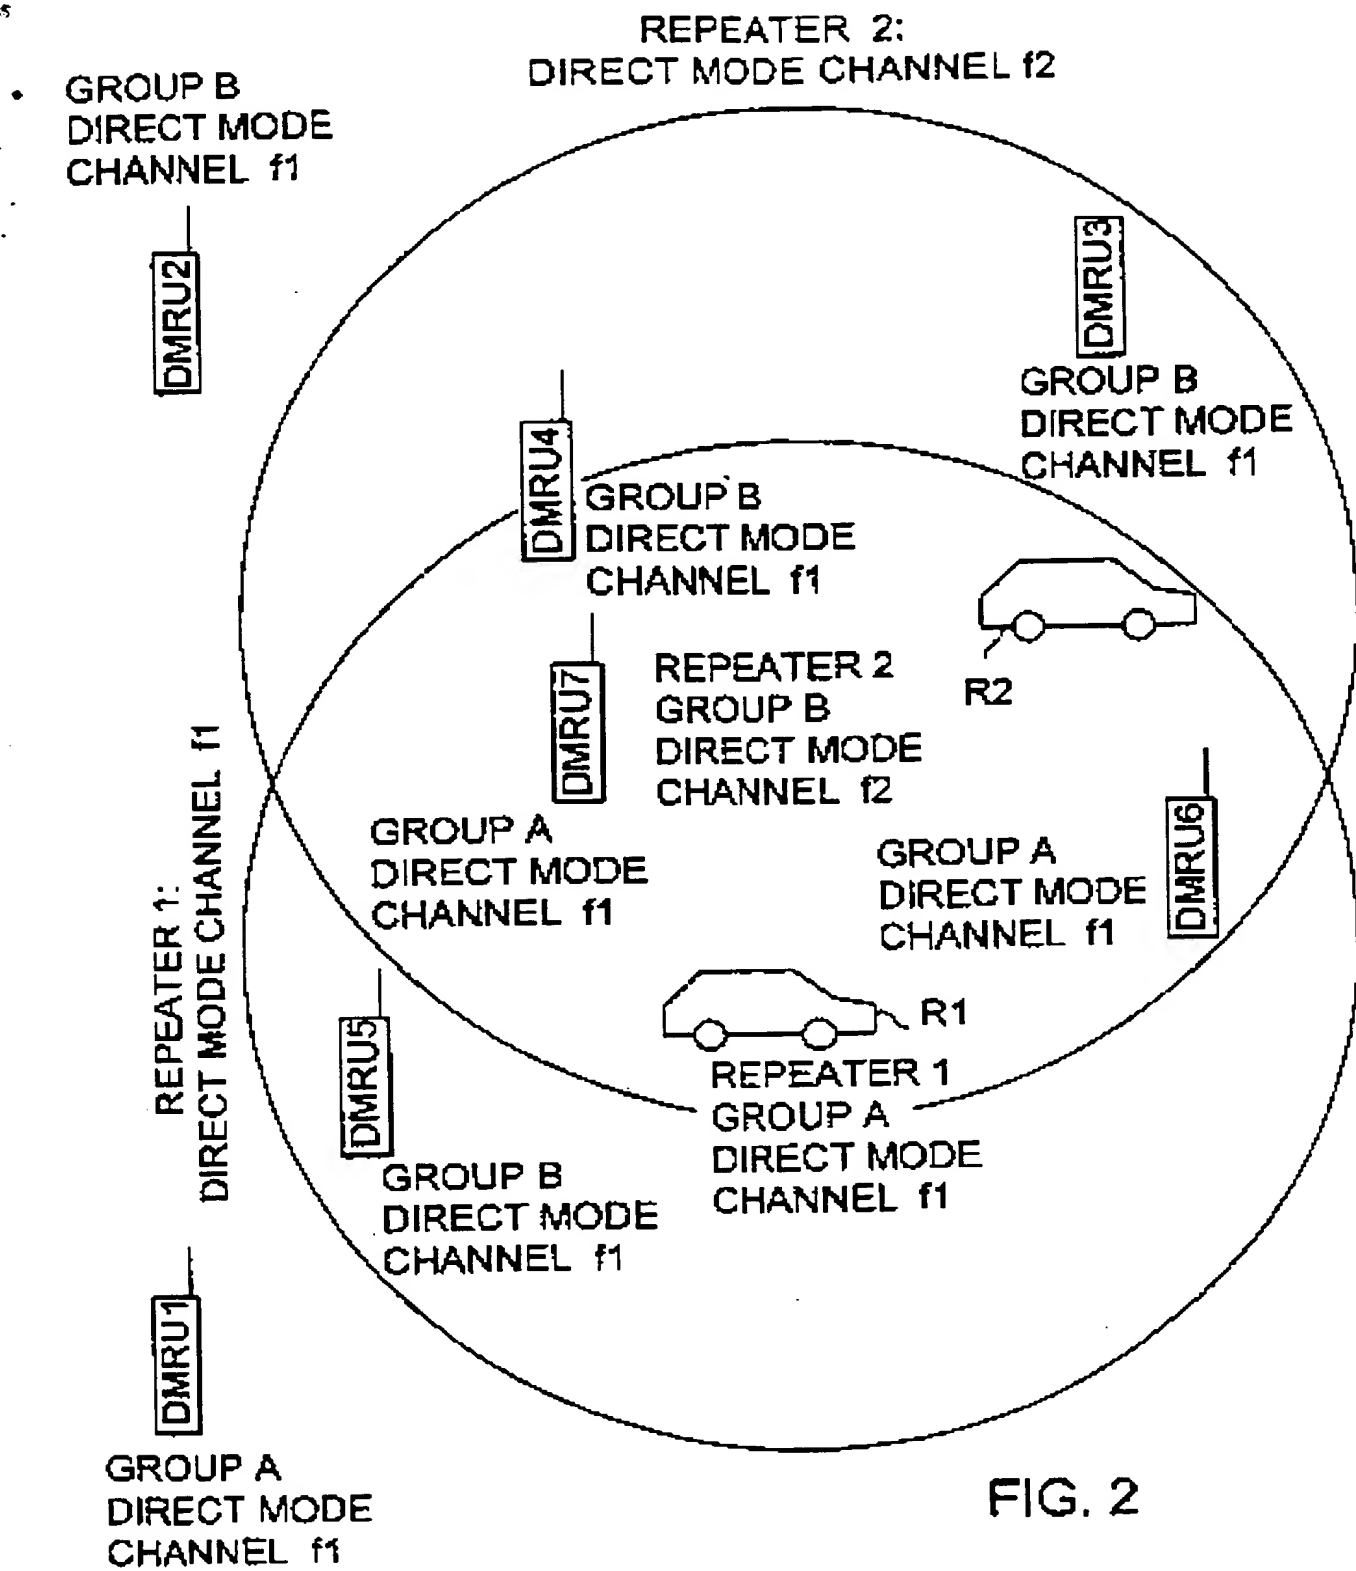 REPEATER 2:
DIRECT MODE CHANNEL f2
GROUP B
DIRECT MODE
CHANNEL f1
DMRU2
DMRU3
GROUP B
DIRECT MODE
CHANNEL f1
DMRU4
GROUP B
DIRECT MODE
CHANNEL f1
R2
DMRU7
REPEATER 2
GROUP B
DIRECT MODE
CHANNEL f2
GROUP A
DIRECT MODE
CHANNEL f1
GROUP A
DIRECT MODE
CHANNEL f1
DMRU6
REPEATER 1:
DIRECT MODE CHANNEL f1
R1
DMRU5
REPEATER 1
GROUP A
DIRECT MODE
CHANNEL f1
GROUP B
DIRECT MODE
CHANNEL f1
DMRU1
GROUP A
DIRECT MODE
CHANNEL f1
FIG. 2